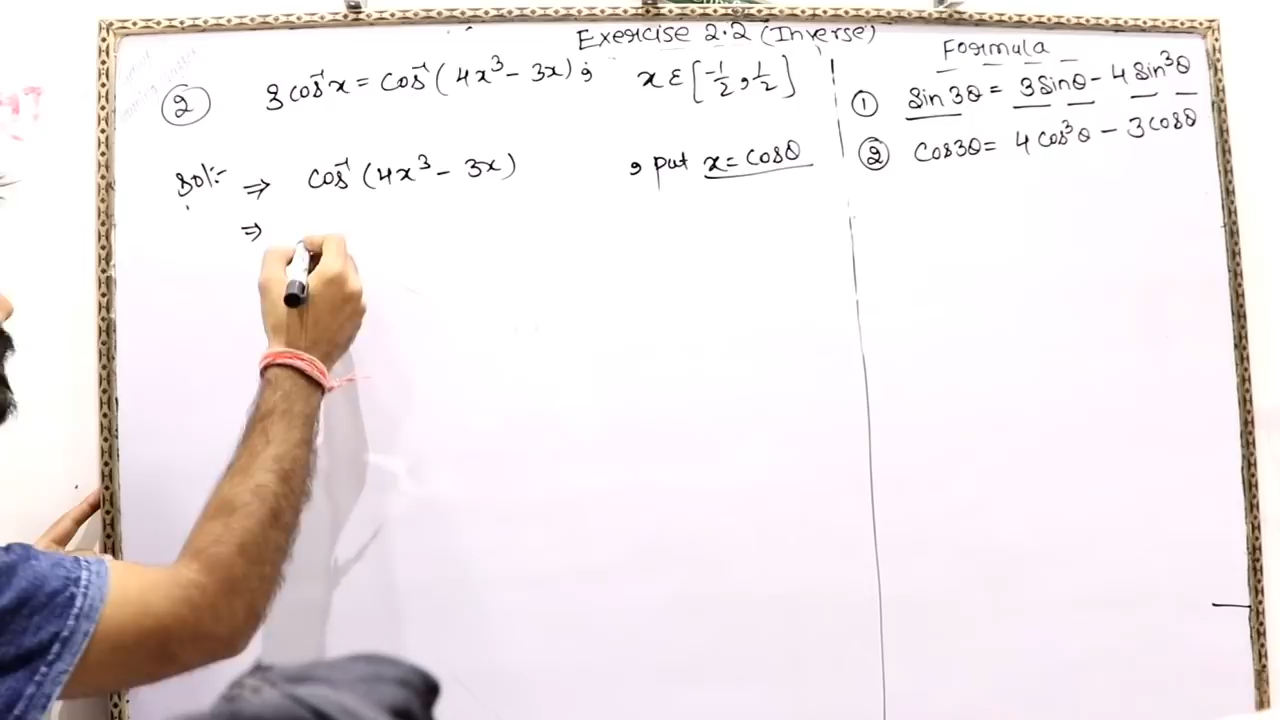 Exercise 2.2 (Inverse)
② 3 cos⁻¹x = cos⁻¹(4x³ - 3x) ; x ε [-1/2, 1/2]
Sol:- ⇒ cos⁻¹(4x³ - 3x) , put x = cosθ
⇒
Formula
① Sin 3θ = 3 Sinθ - 4 Sin³θ
② Cos3θ = 4 cos³θ - 3 cosθ